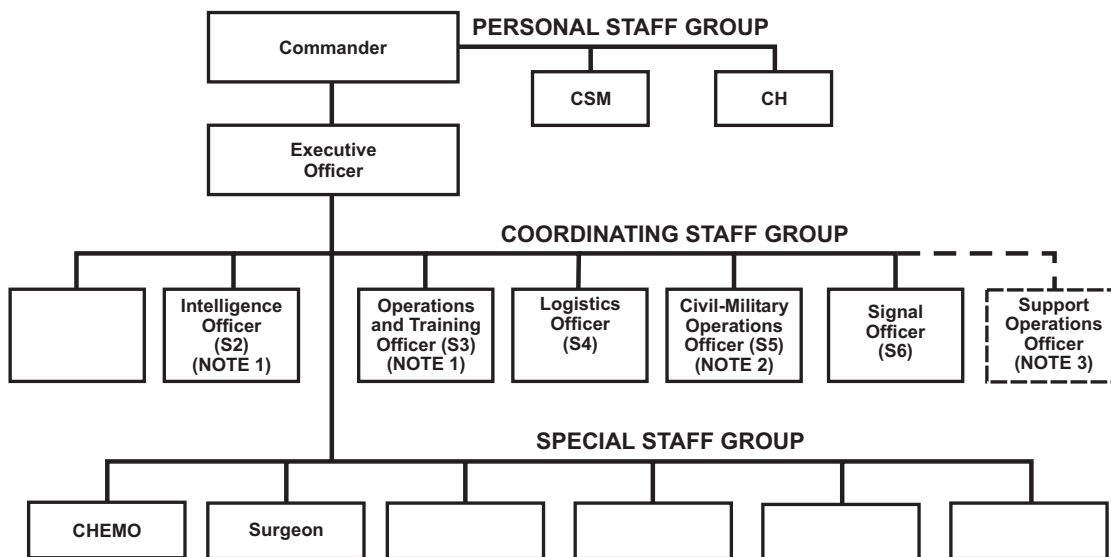 PERSONAL STAFF GROUP
Commander
CSM
CH
Executive
Officer
COORDINATING STAFF GROUP
Intelligence
Officer
(S2)
(NOTE 1)
Operations
and Training
Officer (S3)
(NOTE 1)
Logistics
Officer
(S4)
Civil-Military
Operations
Officer (S5)
(NOTE 2)
Signal
Officer
(S6)
Support
Operations
Officer
(NOTE 3)
SPECIAL STAFF GROUP
CHEMO
Surgeon